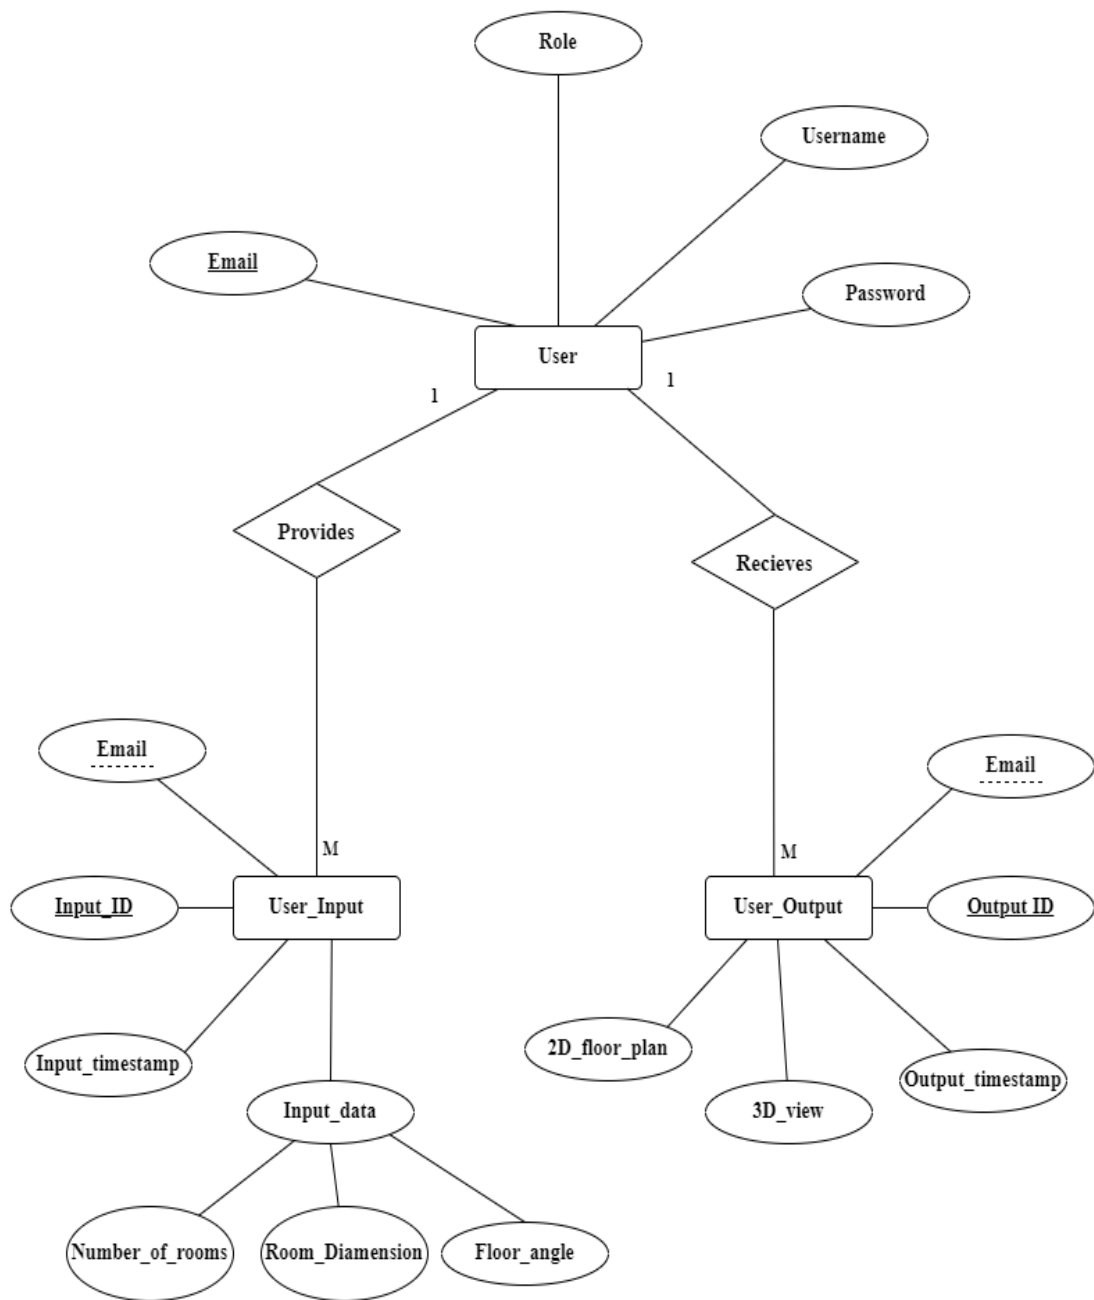 Role
Username
Email
Password
User
1
1
Provides
Recieves
Email
Email
M
M
Input_ID
User_Input
User_Output
Output ID
Input_timestamp
2D_floor_plan
Output_timestamp
Input_data
3D_view
Number_of_rooms
Room_Diamension
Floor_angle